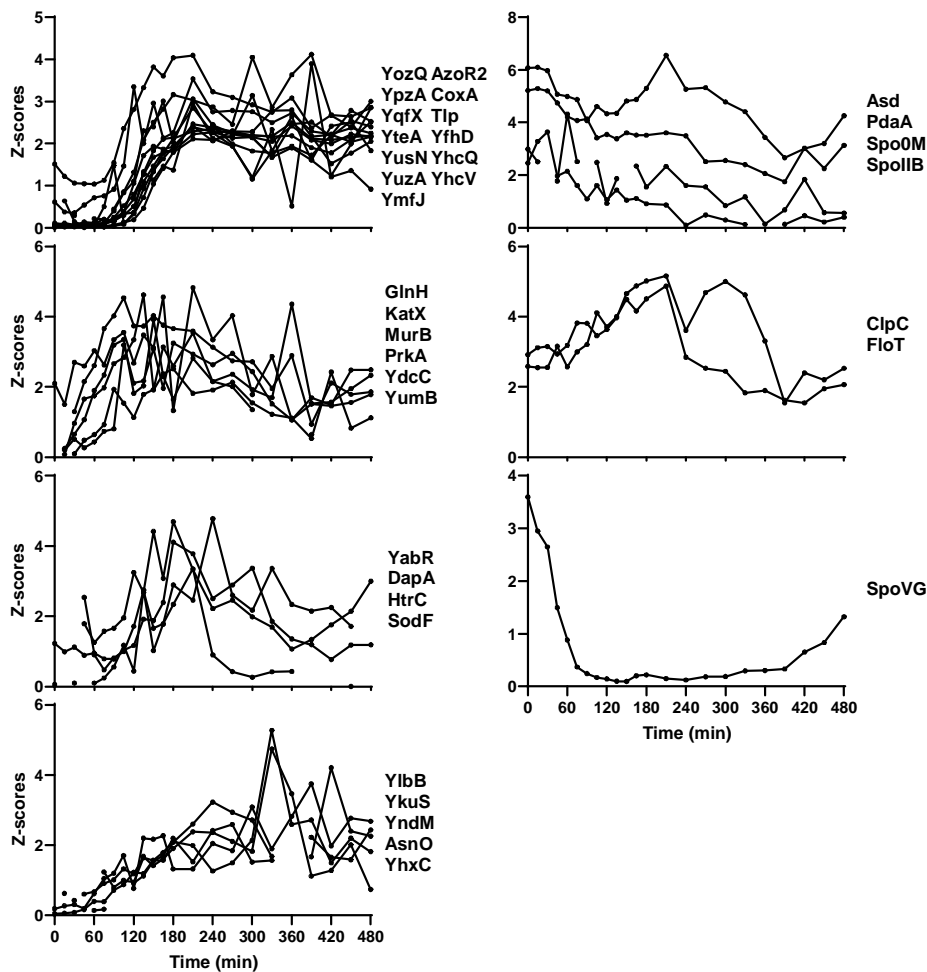 5
4
3
2
1
0
Z-scores
YozQ AzoR2
YpzA CoxA
YqfX Tlp
YteA YfhD
YusN YhcQ
YuzA YhcV
YmfJ
8
6
4
2
0
Asd
PdaA
Spo0M
SpoIIB
6
4
2
0
Z-scores
GlnH
KatX
MurB
PrkA
YdcC
YumB
6
4
2
0
ClpC
FloT
6
4
2
0
Z-scores
YabR
DapA
HtrC
SodF
4
3
2
1
0
0 60 120 180 240 300 360 420 480
Time (min)
SpoVG
6
4
2
0
Z-scores
0 60 120 180 240 300 360 420 480
Time (min)
YlbB
YkuS
YndM
AsnO
YhxC